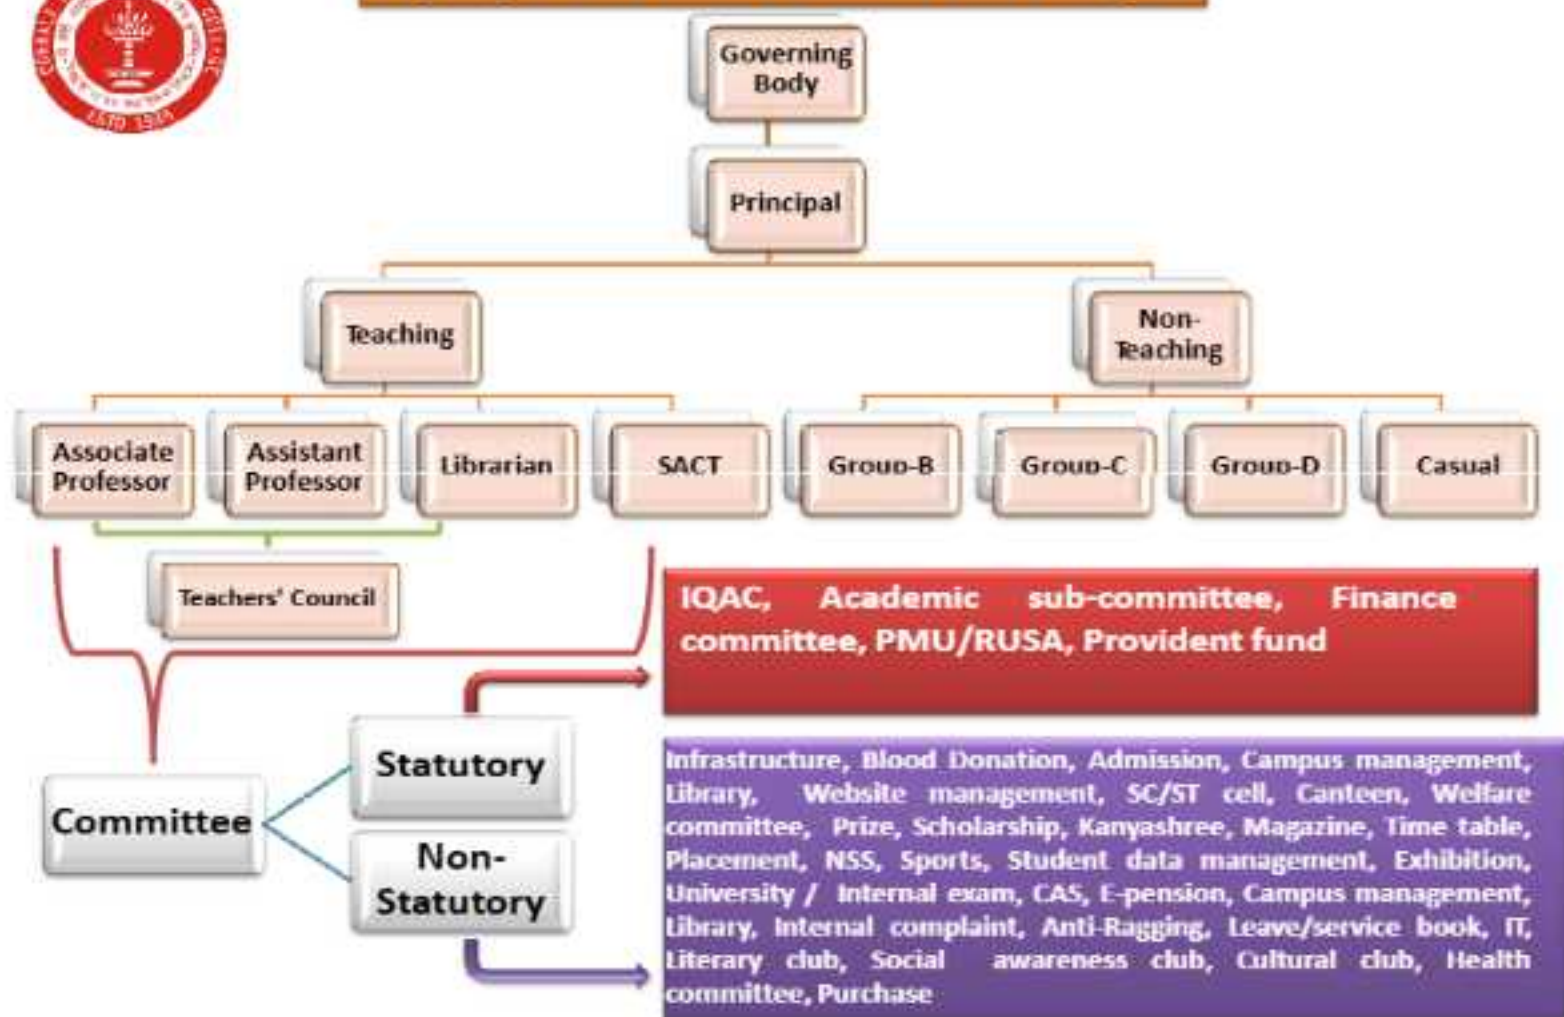 ESTD 1964
Governing
Body
Principal
Teaching
Non-
Teaching
Associate
Professor
Assistant
Professor
Librarian
SACT
Group-B
Group-C
Group-D
Casual
Teachers' Council
IQAC, Academic sub-committee, Finance
committee, PMU/RUSA, Provident fund
Committee
Statutory
Non-
Statutory
Infrastructure, Blood Donation, Admission, Campus management,
Library, Website management, SC/ST cell, Canteen, Welfare
committee, Prize, Scholarship, Kanyashree, Magazine, Time table,
Placement, NSS, Sports, Student data management, Exhibition,
University / Internal exam, CAS, E-pension, Campus management,
Library, Internal complaint, Anti-Ragging, Leave/service book, IT,
Literary club, Social awareness club, Cultural club, Health
committee, Purchase